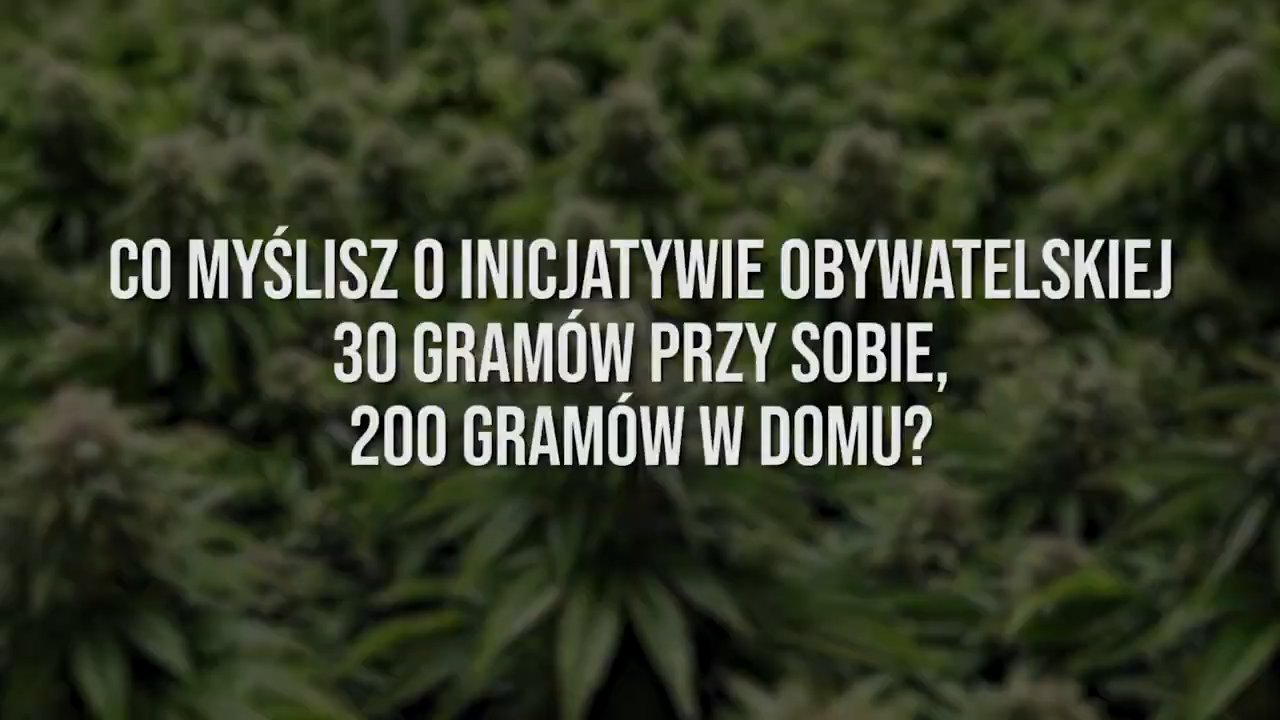 CO MYŚLISZ O INICJATYWIE OBYWATELSKIEJ
30 GRAMÓW PRZY SOBIE,
200 GRAMÓW W DOMU?